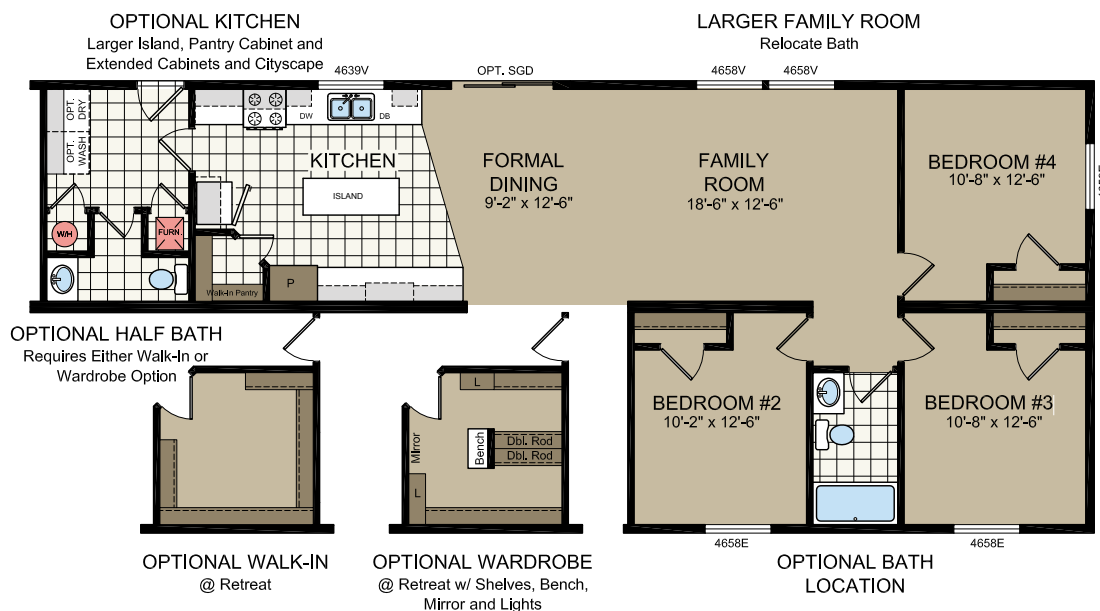 OPTIONAL KITCHEN
Larger Island, Pantry Cabinet and
Extended Cabinets and Cityscape
LARGER FAMILY ROOM
Relocate Bath
4639V
OPT. SGD
4658V
4658V
OPT.
DRY
OPT.
WASH
DW
DB
KITCHEN
ISLAND
FORMAL
DINING
9'-2" x 12'-6"
FAMILY
ROOM
18'-6" x 12'-6"
BEDROOM #4
10'-8" x 12'-6"
W/H
FURN.
Walk-In Pantry
P
OPTIONAL HALF BATH
Requires Either Walk-In or
Wardrobe Option
L
Mirror
Bench
Dbl. Rod
Dbl. Rod
L
BEDROOM #2
10'-2" x 12'-6"
BEDROOM #3
10'-8" x 12'-6"
4658E
4658E
OPTIONAL WALK-IN
@ Retreat
OPTIONAL WARDROBE
@ Retreat w/ Shelves, Bench,
Mirror and Lights
OPTIONAL BATH
LOCATION